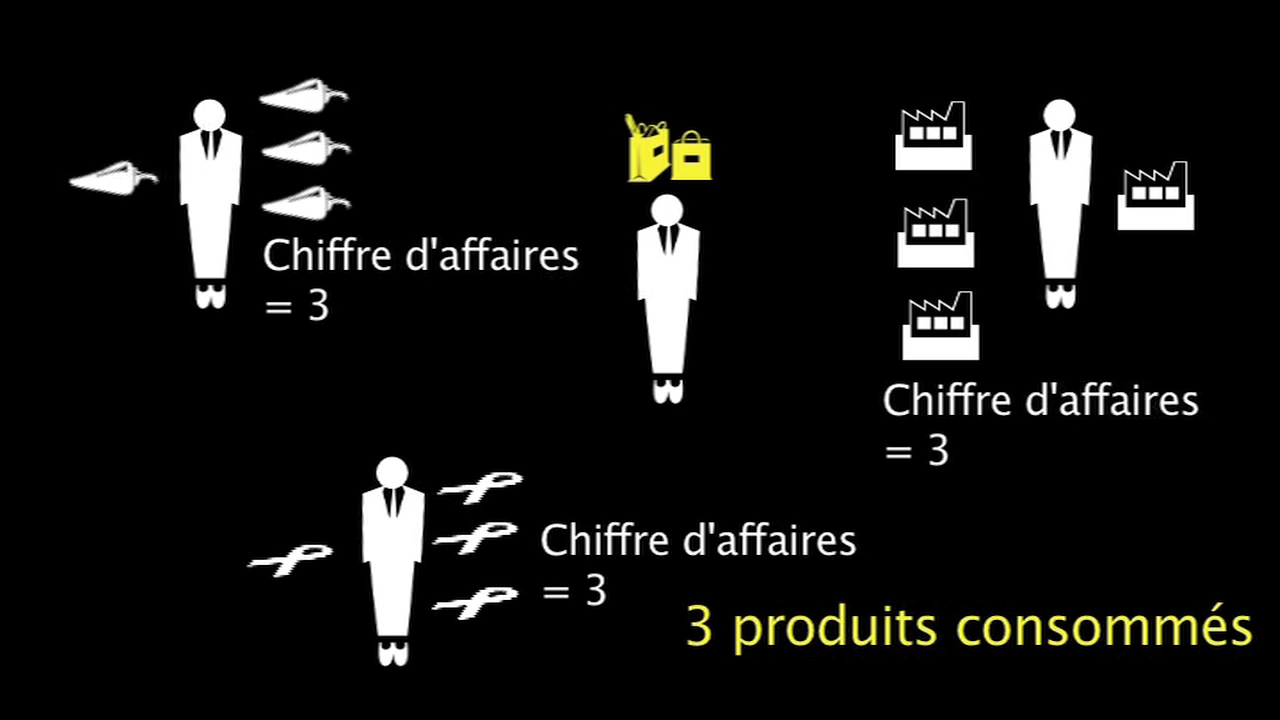 Chiffre d'affaires
= 3
Chiffre d'affaires
= 3
Chiffre d'affaires
= 3
3 produits consommés